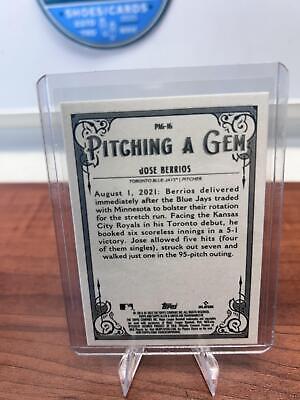 SHOES/CARDS
PMG-16
PITCHING A GEM
JOSE BERRIOS
TORONTO BLUE JAYS | PITCHER
August 1, 2021: Berrios delivered
immediately after the Blue Jays traded
with Minnesota to bolster their rotation
for the stretch run. Facing the Kansas
City Royals in his Toronto debut, he
booked six scoreless innings in a 5-1
victory. Jose allowed five hits (four
of them singles), struck out seven and
walked just one in the 95-pitch outing.
topps